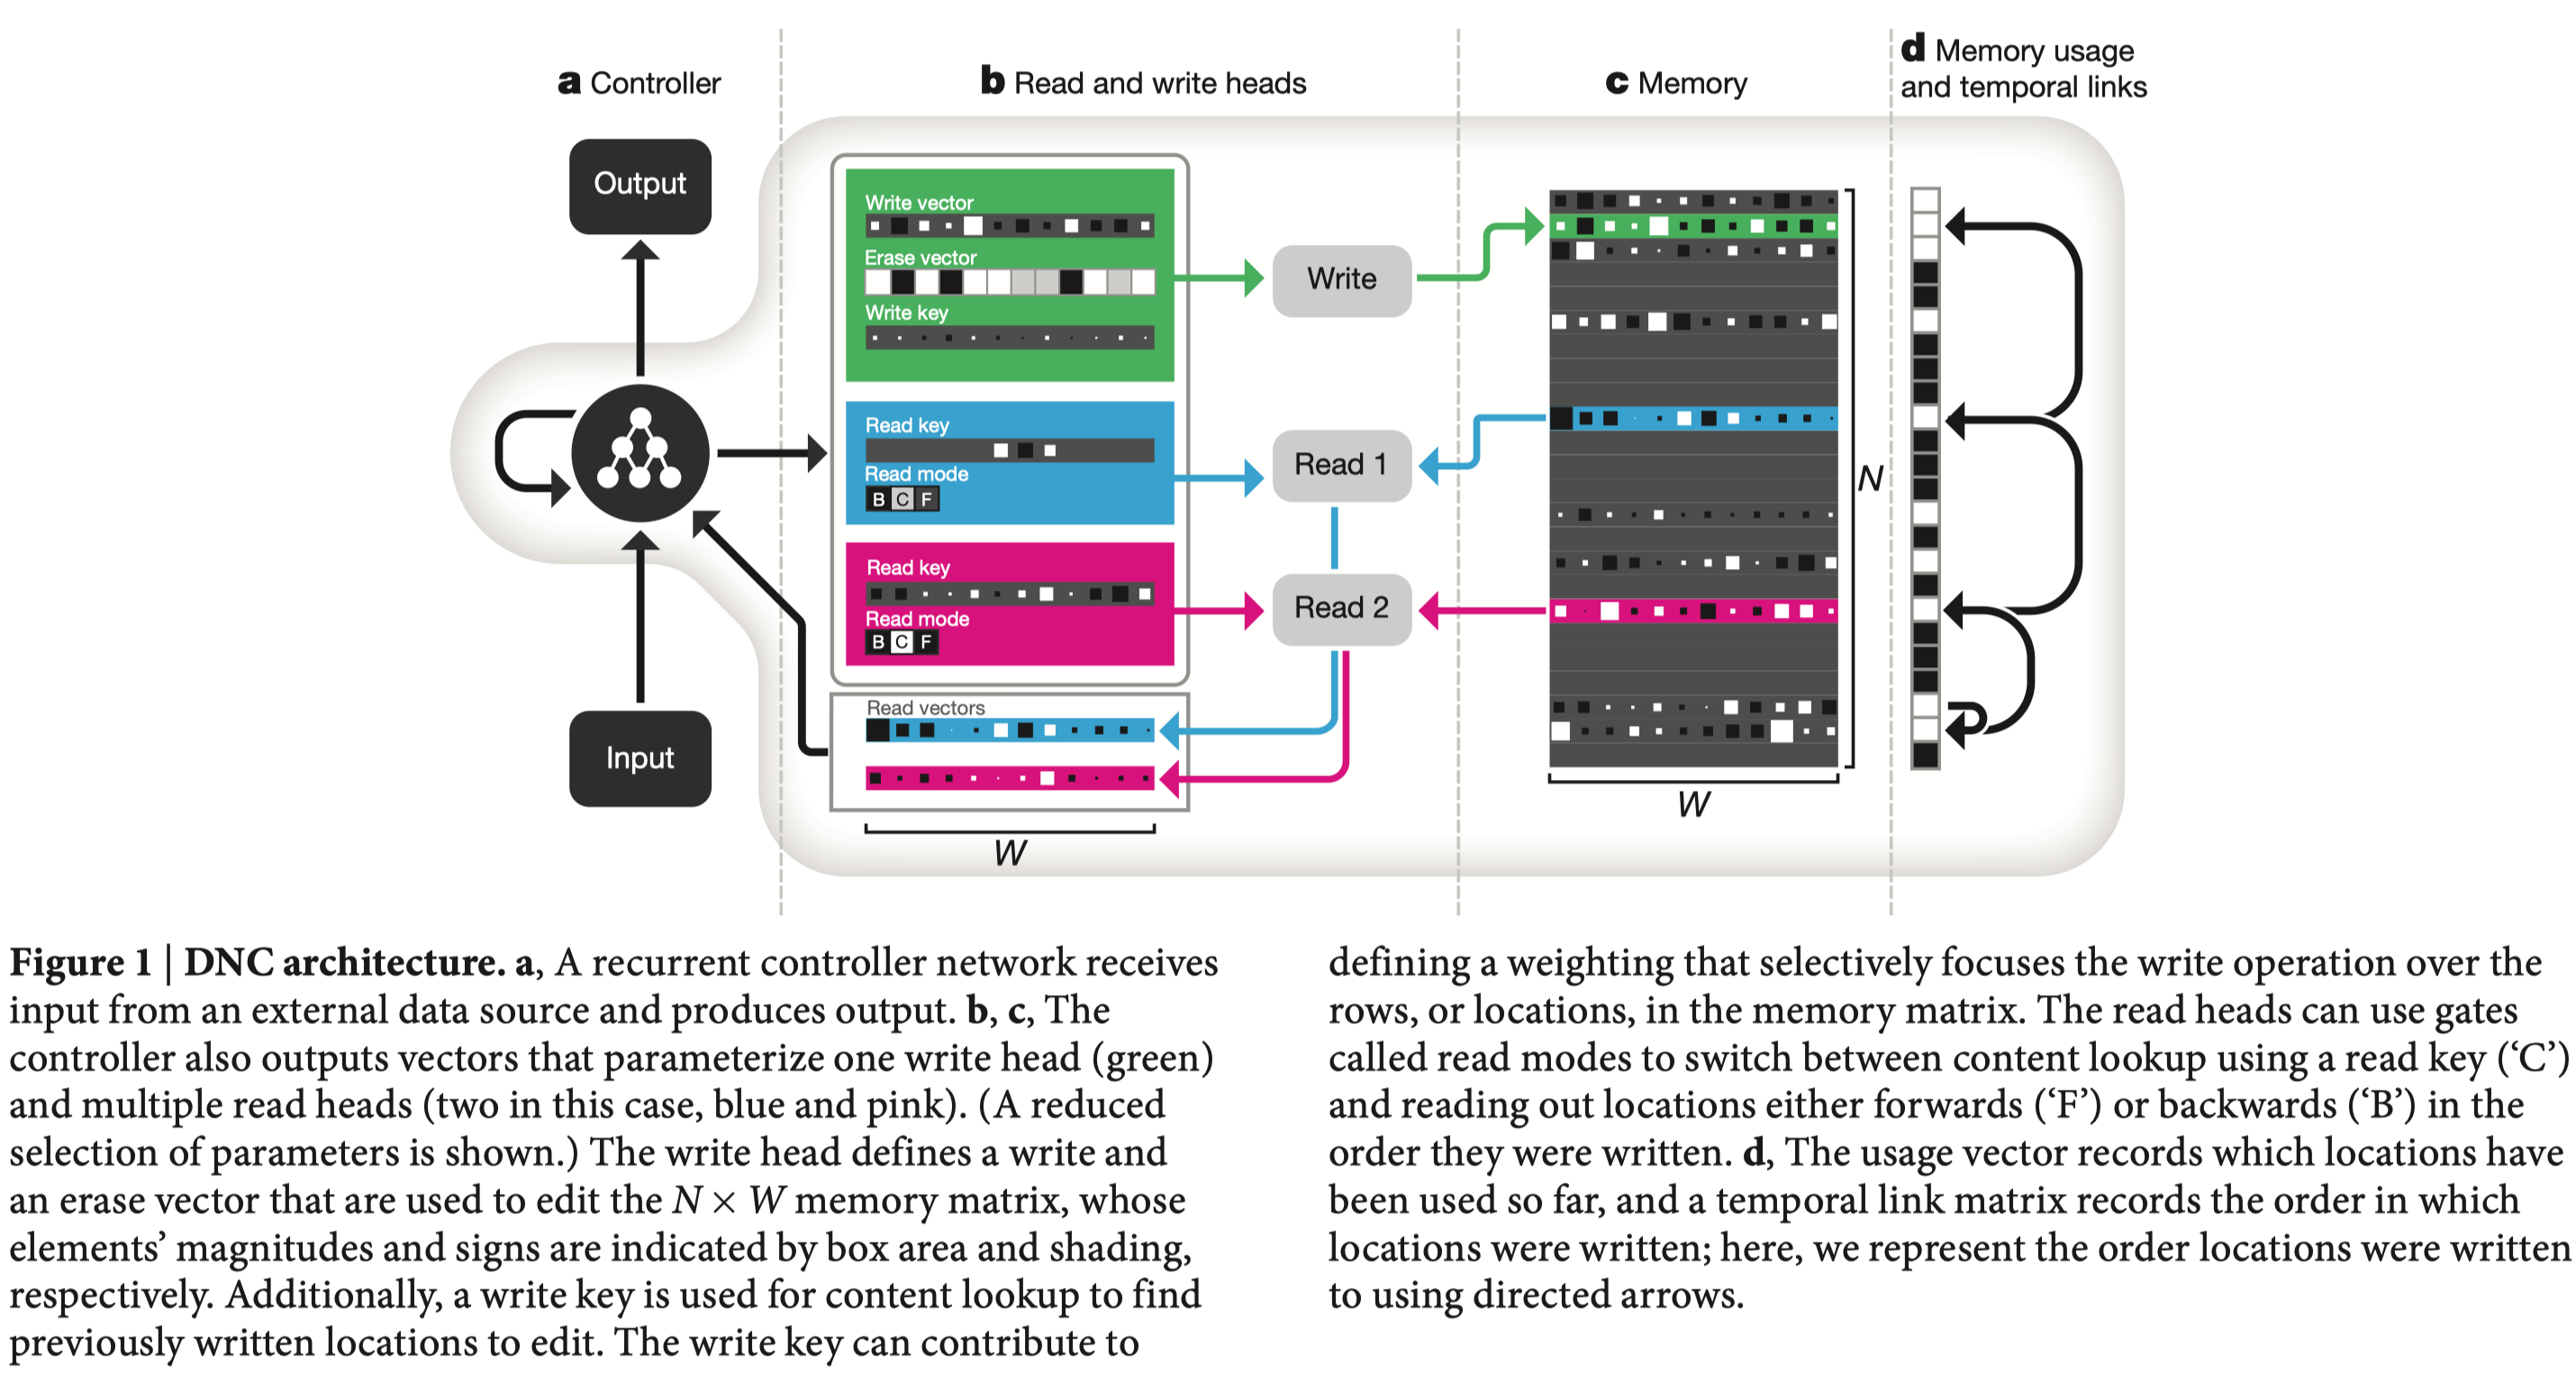 a Controller
b Read and write heads
c Memory
d Memory usage
and temporal links
Output
Input
Write vector
Erase vector
Write key
Read key
Read mode
B C F
Read key
Read mode
B C F
Read vectors
W
Write
Read 1
Read 2
N
W
Figure 1 | DNC architecture. a, A recurrent controller network receives
input from an external data source and produces output. b, c, The
controller also outputs vectors that parameterize one write head (green)
and multiple read heads (two in this case, blue and pink). (A reduced
selection of parameters is shown.) The write head defines a write and
an erase vector that are used to edit the N × W memory matrix, whose
elements’ magnitudes and signs are indicated by box area and shading,
respectively. Additionally, a write key is used for content lookup to find
previously written locations to edit. The write key can contribute to
defining a weighting that selectively focuses the write operation over the
rows, or locations, in the memory matrix. The read heads can use gates
called read modes to switch between content lookup using a read key (‘C’)
and reading out locations either forwards (‘F’) or backwards (‘B’) in the
order they were written. d, The usage vector records which locations have
been used so far, and a temporal link matrix records the order in which
locations were written; here, we represent the order locations were written
to using directed arrows.